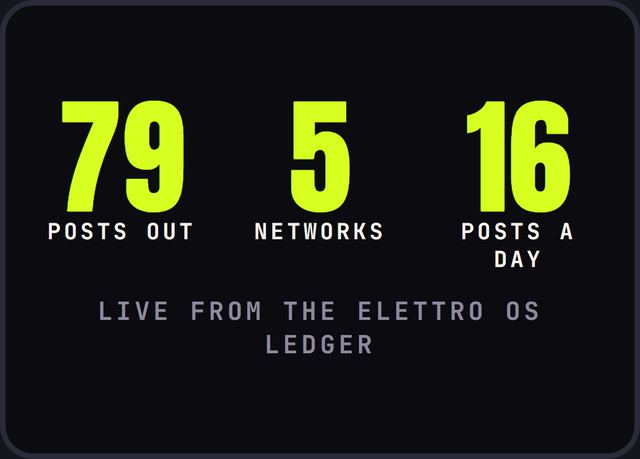 79 5 16
POSTS OUT NETWORKS POSTS A
DAY
LIVE FROM THE ELETTRO OS
LEDGER